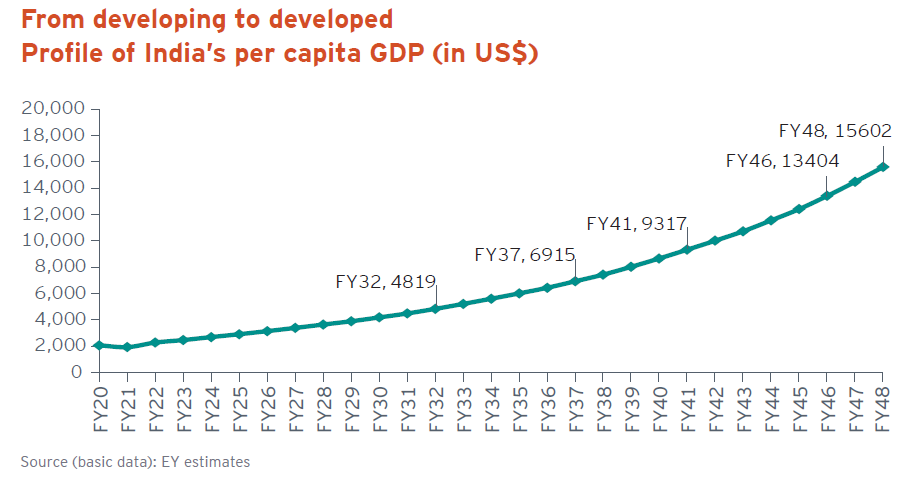 From developing to developed
Profile of India's per capita GDP (in US$)
20,000
18,000
16,000
14,000
12,000
10,000
8,000
6,000
4,000
2,000
0
FY32, 4819
FY37, 6915
FY41, 9317
FY46, 13404
FY48, 15602
FY20
FY21
FY22
FY23
FY24
FY25
FY26
FY27
FY28
FY29
FY30
FY31
FY32
FY33
FY34
FY35
FY36
FY37
FY38
FY39
FY40
FY41
FY42
FY43
FY44
FY45
FY46
FY47
FY48
Source (basic data): EY estimates